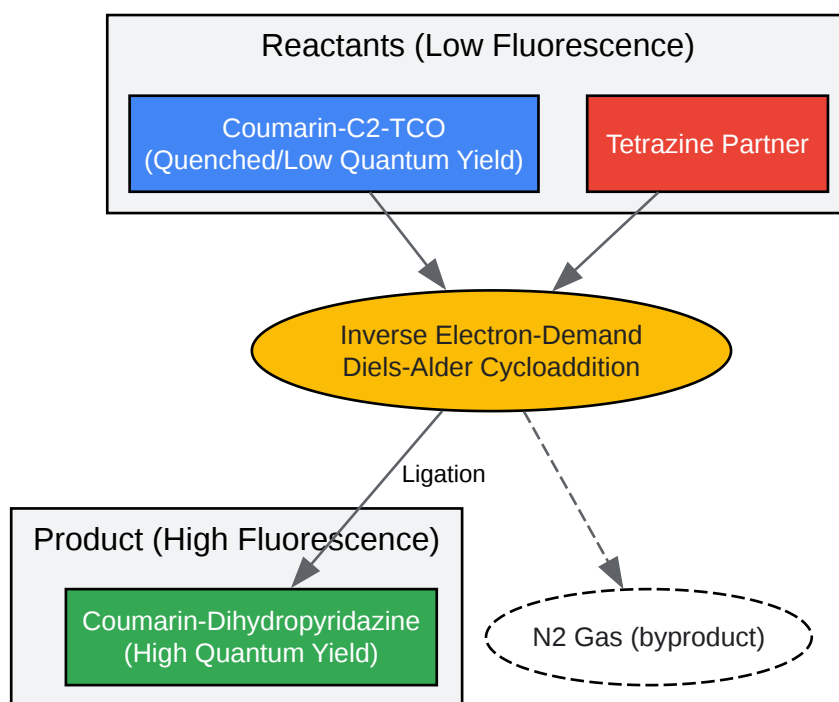 Reactants (Low Fluorescence)
Coumarin-C2-TCO
(Quenched/Low Quantum Yield)
Tetrazine Partner
Inverse Electron-Demand
Diels-Alder Cycloaddition
Ligation
Product (High Fluorescence)
Coumarin-Dihydropyridazine
(High Quantum Yield)
N2 Gas (byproduct)